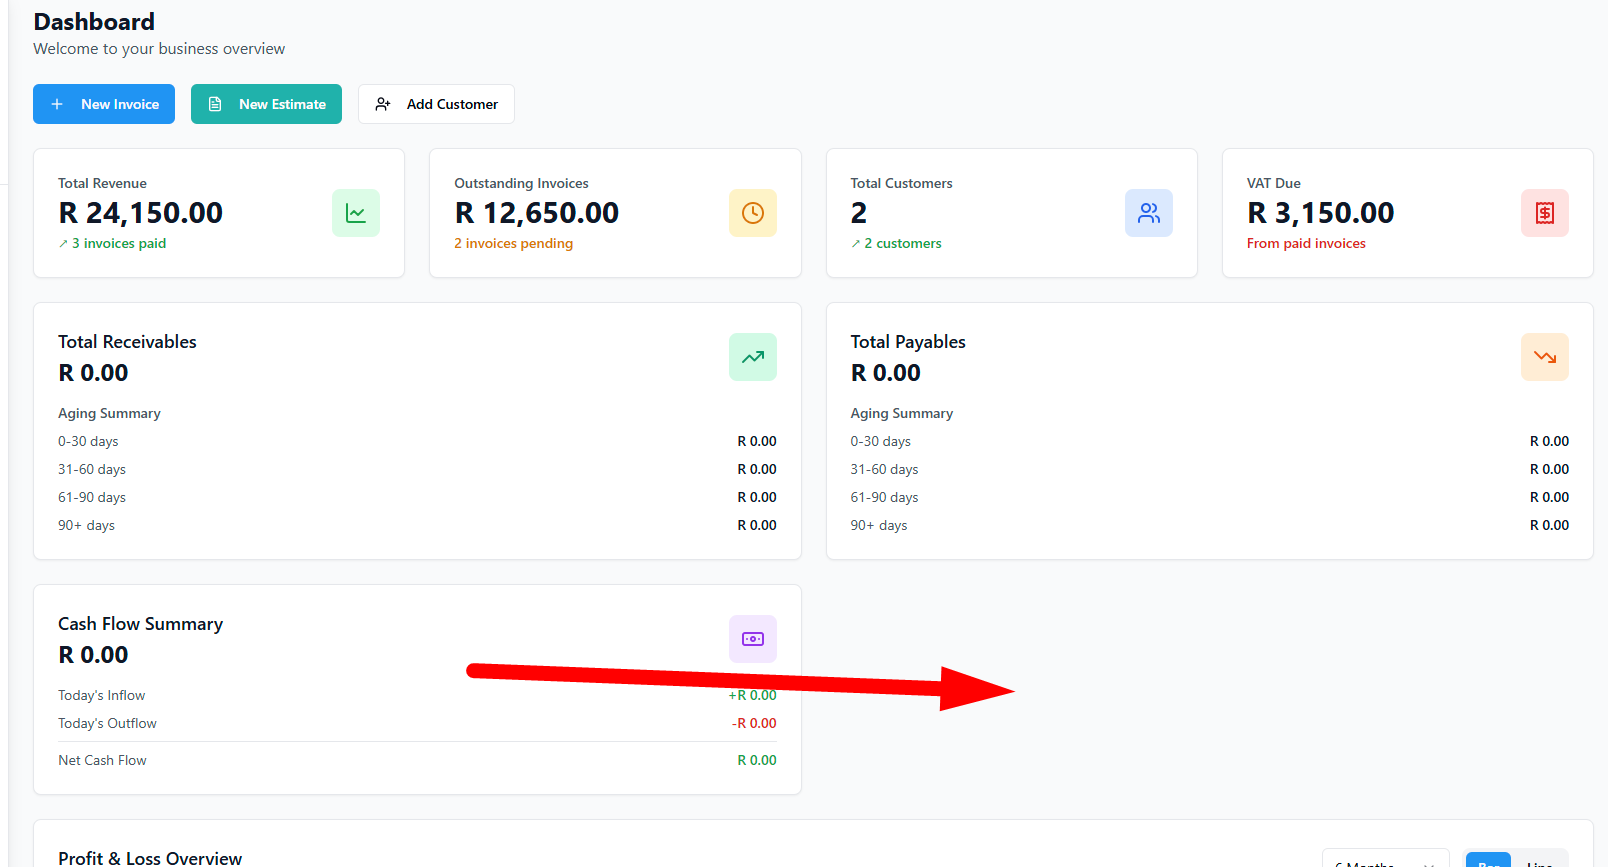 Dashboard
Welcome to your business overview
New Invoice
New Estimate
Add Customer
Total Revenue
R 24,150.00
↗ 3 invoices paid
Outstanding Invoices
R 12,650.00
2 invoices pending
Total Customers
2
↗ 2 customers
VAT Due
R 3,150.00
From paid invoices
Total Receivables
R 0.00
Aging Summary
0-30 days R 0.00
31-60 days R 0.00
61-90 days R 0.00
90+ days R 0.00
Total Payables
R 0.00
Aging Summary
0-30 days R 0.00
31-60 days R 0.00
61-90 days R 0.00
90+ days R 0.00
Cash Flow Summary
R 0.00
Today's Inflow +R 0.00
Today's Outflow -R 0.00
Net Cash Flow R 0.00
Profit & Loss Overview
6 Months
Bar
Line